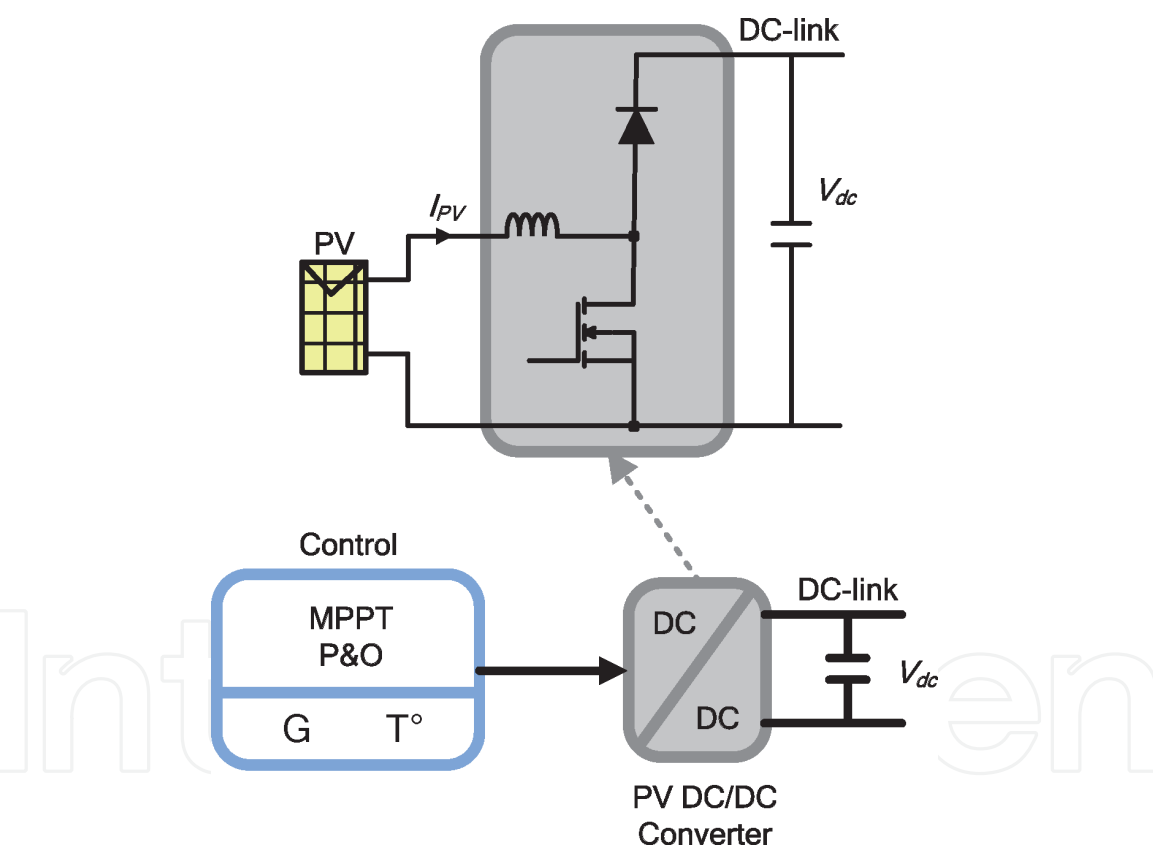 DC-link
V_dc
I_PV
PV
Control
MPPT
P&O
G T°
DC
DC
DC-link
V_dc
PV DC/DC
Converter